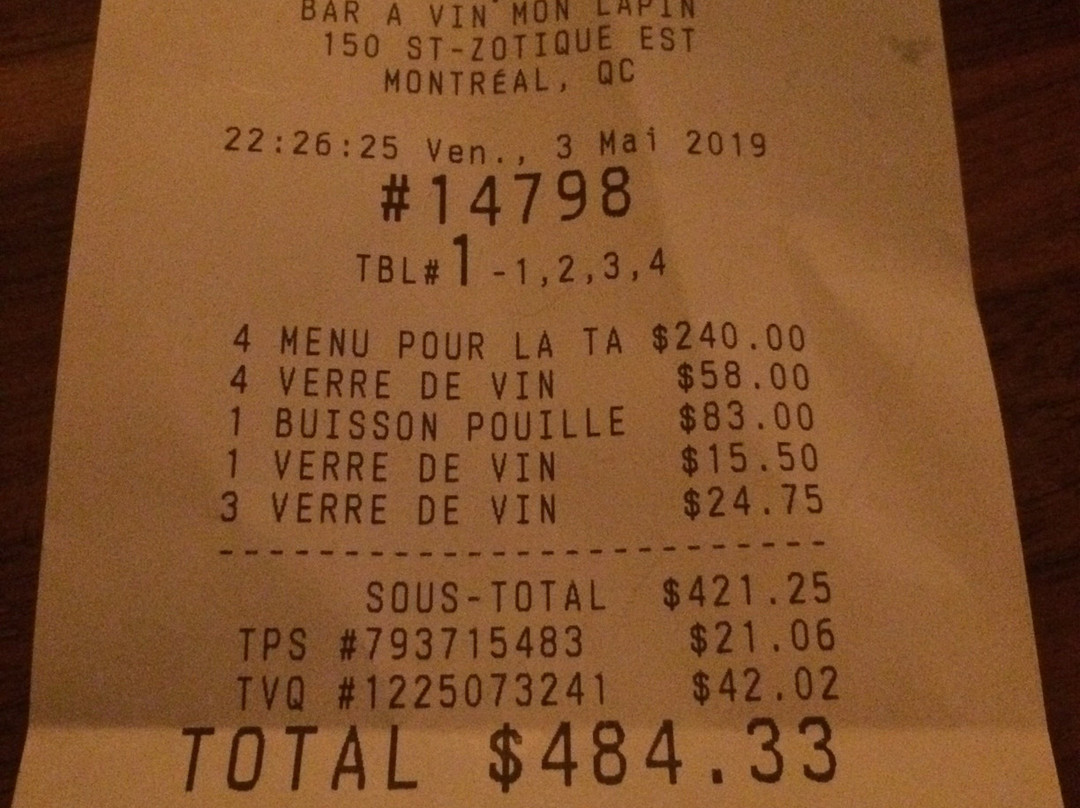 BAR A VIN MON LAPIN
150 ST-ZOTIQUE EST
MONTRÉAL, QC
22:26:25 Ven., 3 Mai 2019
#14798
TBL#1 -1,2,3,4
4 MENU POUR LA TA $240.00
4 VERRE DE VIN $58.00
1 BUISSON POUILLE $83.00
1 VERRE DE VIN $15.50
3 VERRE DE VIN $24.75
-------------------------
SOUS-TOTAL $421.25
TPS #793715483 $21.06
TVQ #1225073241 $42.02
TOTAL $484.33